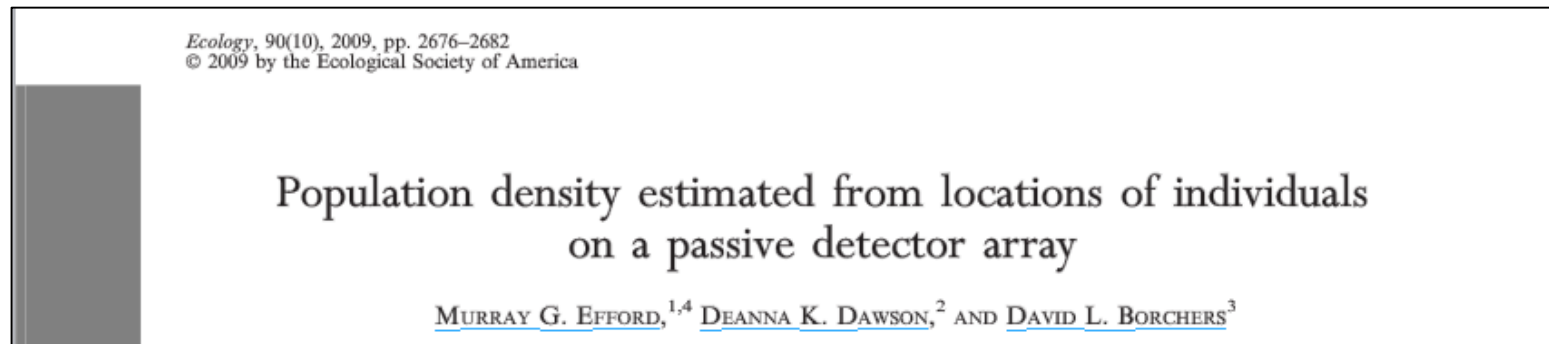 Ecology, 90(10), 2009, pp. 2676–2682
© 2009 by the Ecological Society of America
Population density estimated from locations of individuals
on a passive detector array
MURRAY G. EFFORD,1,4 DEANNA K. DAWSON,2 AND DAVID L. BORCHERS3